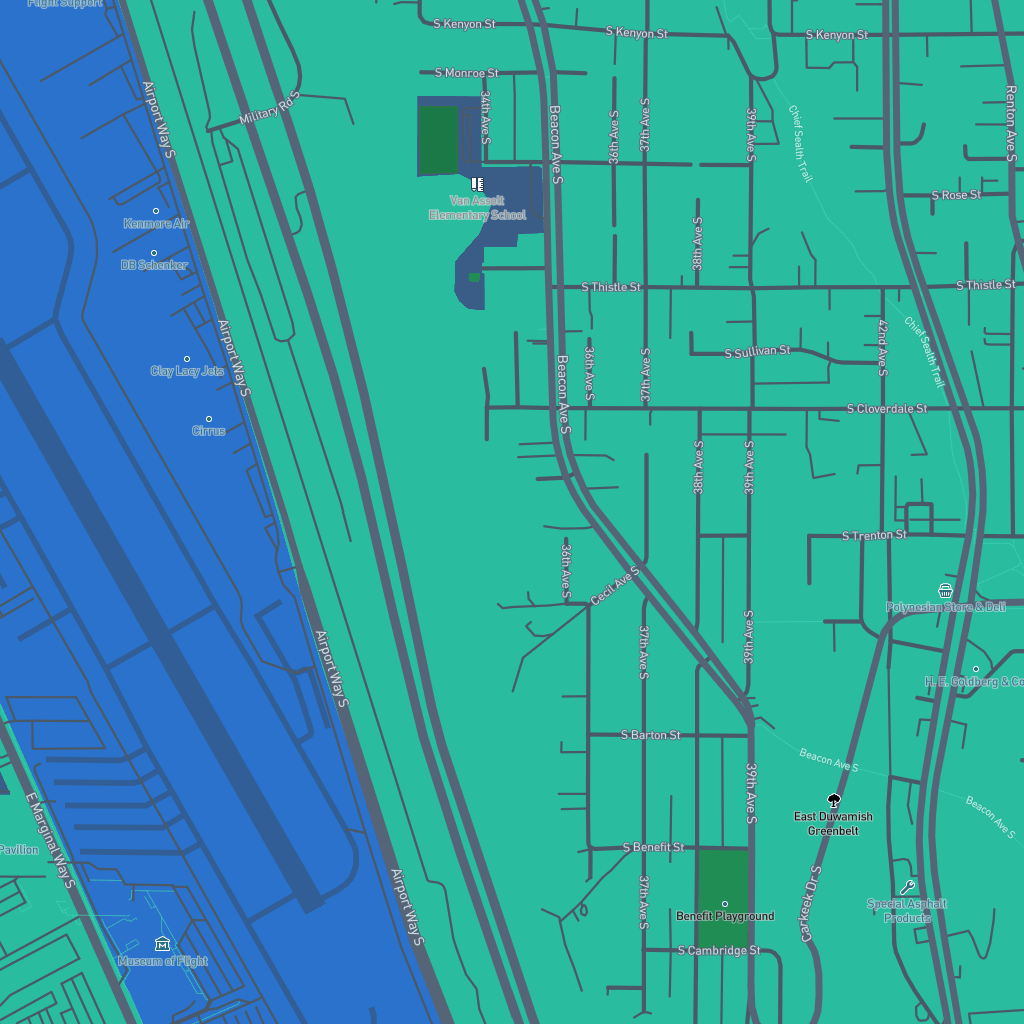 Flight Support
S Kenyon St
S Kenyon St
S Kenyon St
S Monroe St
Airport Way S
Military Rd S
34th Ave S
Beacon Ave S
36th Ave S
37th Ave S
39th Ave S
Chief Sealth Trail
Renton Ave S
Van Asselt
Elementary School
S Rose St
Kenmore Air
38th Ave S
DB Schenker
S Thistle St
S Thistle St
Airport Way S
Chief Sealth Trail
42nd Ave S
Clay Lacy Jets
Beacon Ave S
36th Ave S
37th Ave S
S Sullivan St
S Cloverdale St
Cirrus
38th Ave S
39th Ave S
S Trenton St
36th Ave S
Cecil Ave S
Polynesian Store & Deli
Airport Way S
37th Ave S
39th Ave S
H. E. Goldberg & Co
S Barton St
Beacon Ave S
39th Ave S
Beacon Ave S
East Duwamish
Greenbelt
E Marginal Way S
Pavilion
S Benefit St
Airport Way S
37th Ave S
Carkeek Dr S
Special Asphalt
Products
Benefit Playground
S Cambridge St
Museum of Flight